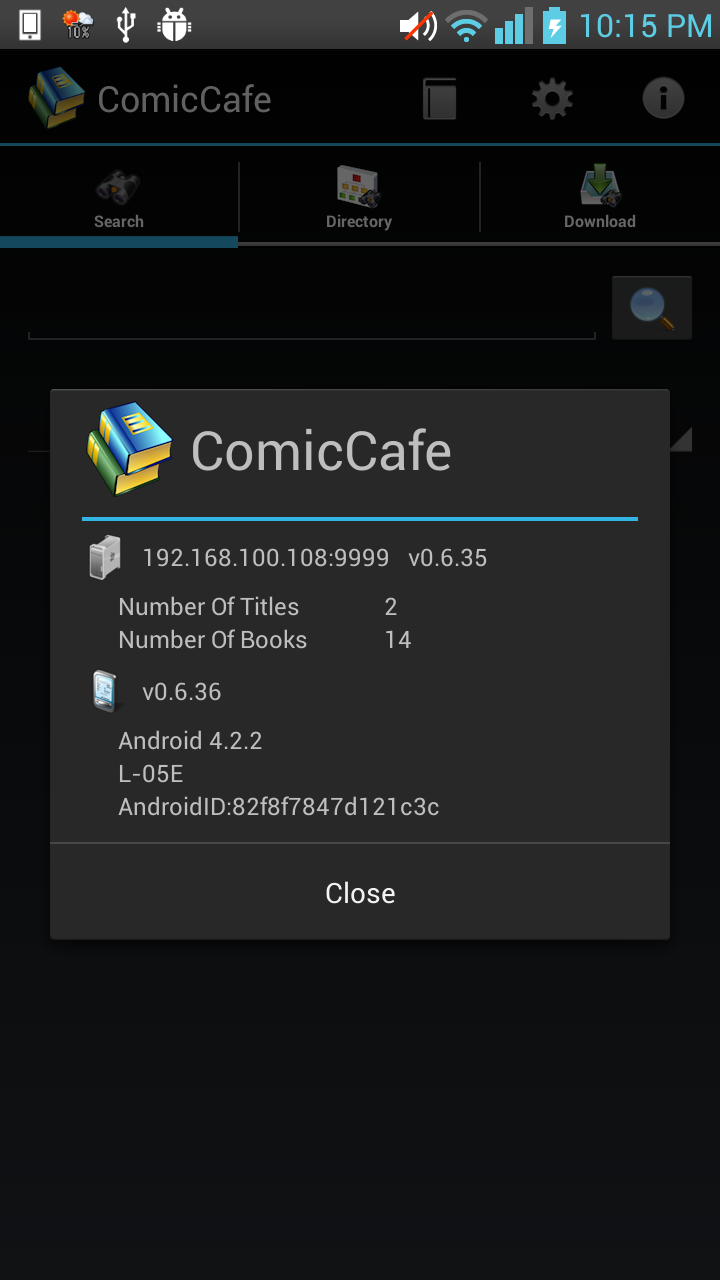 10%
10:15 PM
ComicCafe
Search
Directory
Download
ComicCafe
192.168.100.108:9999 v0.6.35
Number Of Titles 2
Number Of Books 14
v0.6.36
Android 4.2.2
L-05E
AndroidID:82f8f7847d121c3c
Close